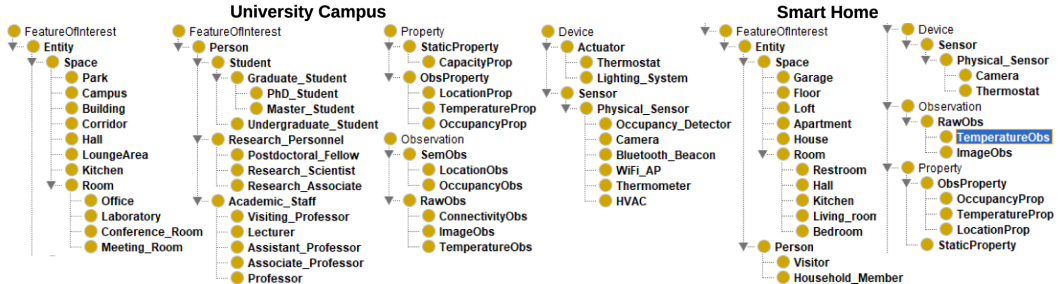 University Campus
FeatureOfInterest
Entity
Space
Park
Campus
Building
Corridor
Hall
LoungeArea
Kitchen
Room
Office
Laboratory
Conference_Room
Meeting_Room
FeatureOfInterest
Person
Student
Graduate_Student
PhD_Student
Master_Student
Undergraduate_Student
Research_Personnel
Postdoctoral_Fellow
Research_Scientist
Research_Associate
Academic_Staff
Visiting_Professor
Lecturer
Assistant_Professor
Associate_Professor
Professor
Property
StaticProperty
CapacityProp
ObsProperty
LocationProp
TemperatureProp
OccupancyProp
Observation
SemObs
LocationObs
OccupancyObs
RawObs
ConnectivityObs
ImageObs
TemperatureObs
Device
Actuator
Thermostat
Lighting_System
Sensor
Physical_Sensor
Occupancy_Detector
Camera
Bluetooth_Beacon
WiFi_AP
Thermometer
HVAC
Smart Home
FeatureOfInterest
Entity
Space
Garage
Floor
Loft
Apartment
House
Room
Restroom
Hall
Kitchen
Living_room
Bedroom
Person
Visitor
Household_Member
Device
Sensor
Physical_Sensor
Camera
Thermostat
Observation
RawObs
TemperatureObs
ImageObs
Property
ObsProperty
OccupancyProp
TemperatureProp
LocationProp
StaticProperty